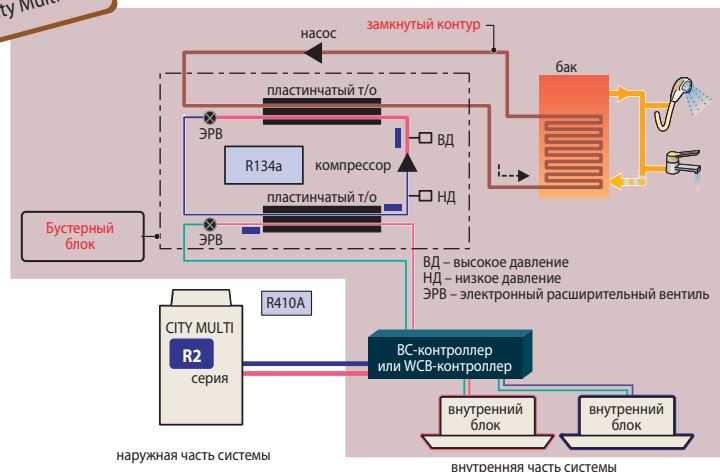 ty Multi
насос
замкнутый контур
бак
пластинчатый т/о
ЭРВ
ВД
R134a
компрессор
пластинчатый т/о
НД
Бустерный
блок
ЭРВ
ВД – высокое давление
НД – низкое давление
ЭРВ – электронный расширительный вентиль
R410A
CITY MULTI
R2
серия
BC-контроллер
или WCB-контроллер
внутренний
блок
внутренний
блок
наружная часть системы
внутренняя часть системы